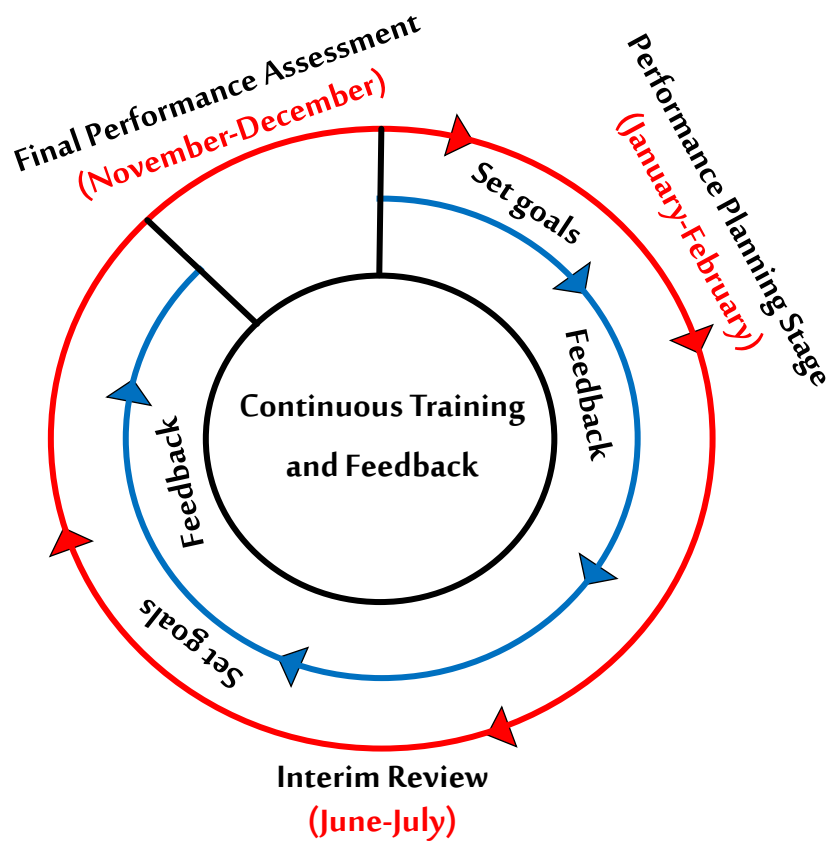 Final Performance Assessment
(November-December)
Performance Planning Stage
(January-February)
Set goals
Feedback
Continuous Training
and Feedback
Feedback
Set goals
Interim Review
(June-July)